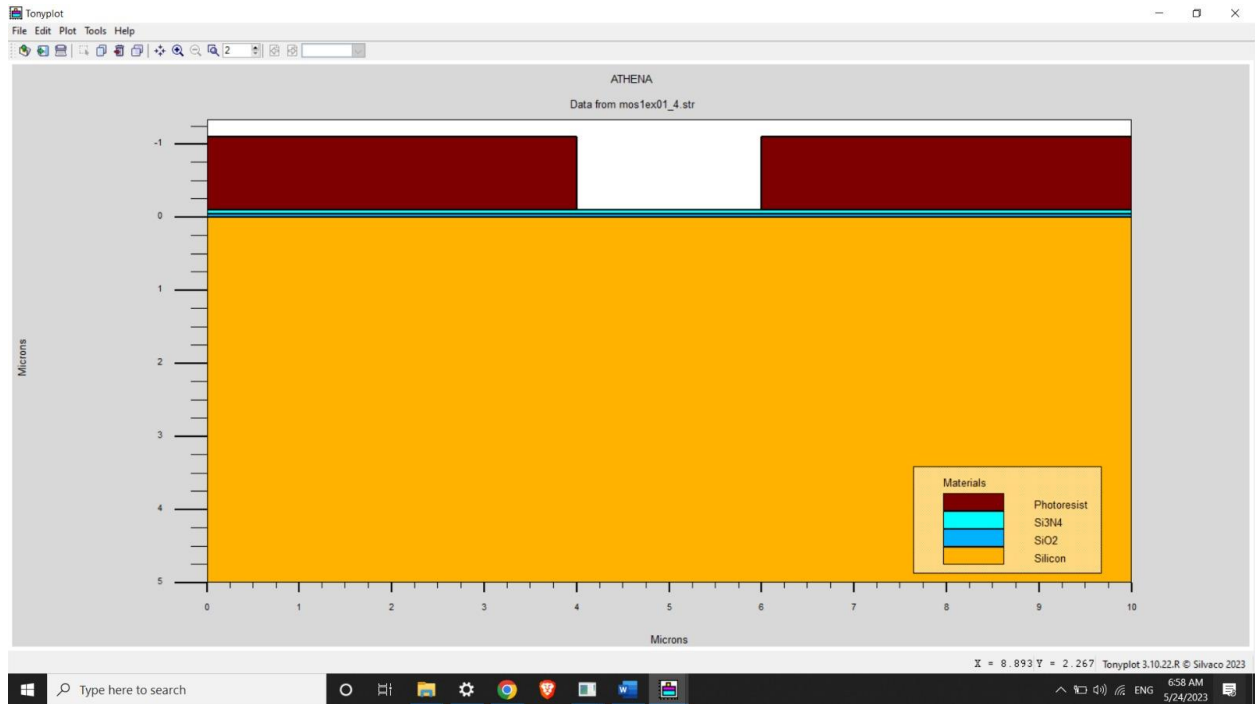 Tonyplot
File Edit Plot Tools Help
2
ATHENA
Data from mos1ex01_4.str
-1
0
1
2
3
4
5
Microns
Materials
Photoresist
Si3N4
SiO2
Silicon
0 1 2 3 4 5 6 7 8 9 10
Microns
X = 8.893 Y = 2.267 Tonyplot 3.10.22.R © Silvaco 2023
Type here to search
ENG
6:58 AM
5/24/2023